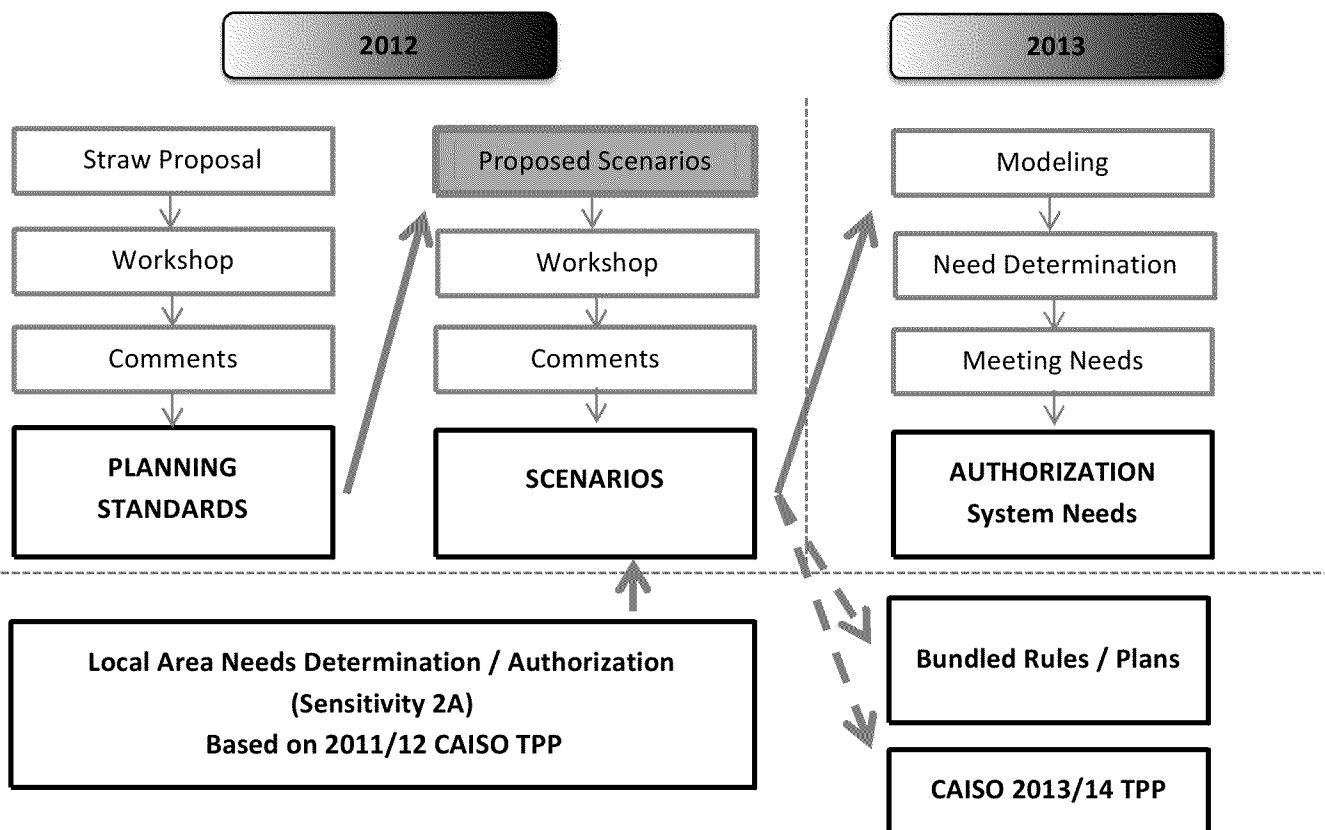 2012
2013
Straw Proposal
Workshop
Comments
PLANNING
STANDARDS
Proposed Scenarios
Workshop
Comments
SCENARIOS
Modeling
Need Determination
Meeting Needs
AUTHORIZATION
System Needs
Local Area Needs Determination / Authorization
(Sensitivity 2A)
Based on 2011/12 CAISO TPP
Bundled Rules / Plans
CAISO 2013/14 TPP